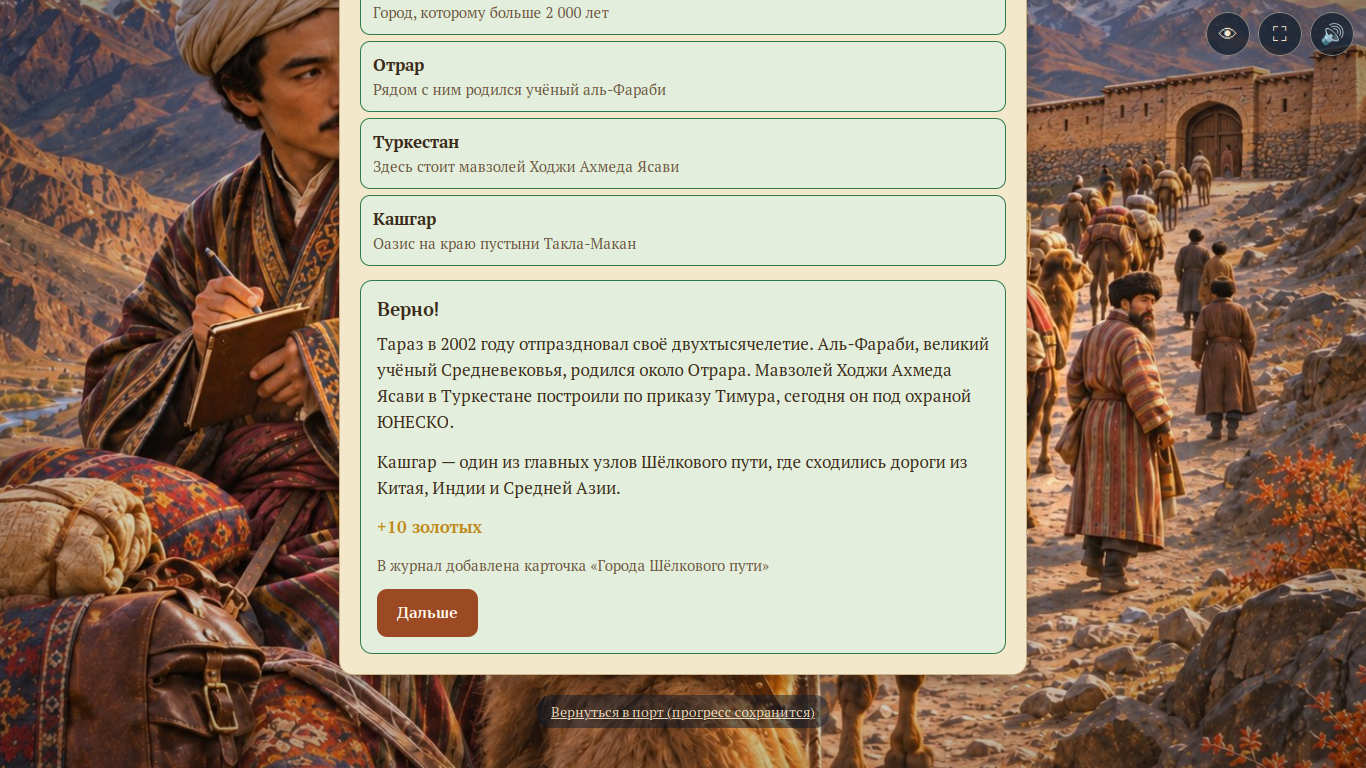 Город, которому больше 2 000 лет
Отрар
Рядом с ним родился учёный аль-Фараби
Туркестан
Здесь стоит мавзолей Ходжи Ахмеда Ясави
Кашгар
Оазис на краю пустыни Такла-Макан
Верно!
Тараз в 2002 году отпраздновал своё двухтысячелетие. Аль-Фараби, великий
учёный Средневековья, родился около Отрара. Мавзолей Ходжи Ахмеда
Ясави в Туркестане построили по приказу Тимура, сегодня он под охраной
ЮНЕСКО.
Кашгар — один из главных узлов Шёлкового пути, где сходились дороги из
Китая, Индии и Средней Азии.
+10 золотых
В журнал добавлена карточка «Города Шёлкового пути»
Дальше
Вернуться в порт (прогресс сохранится)